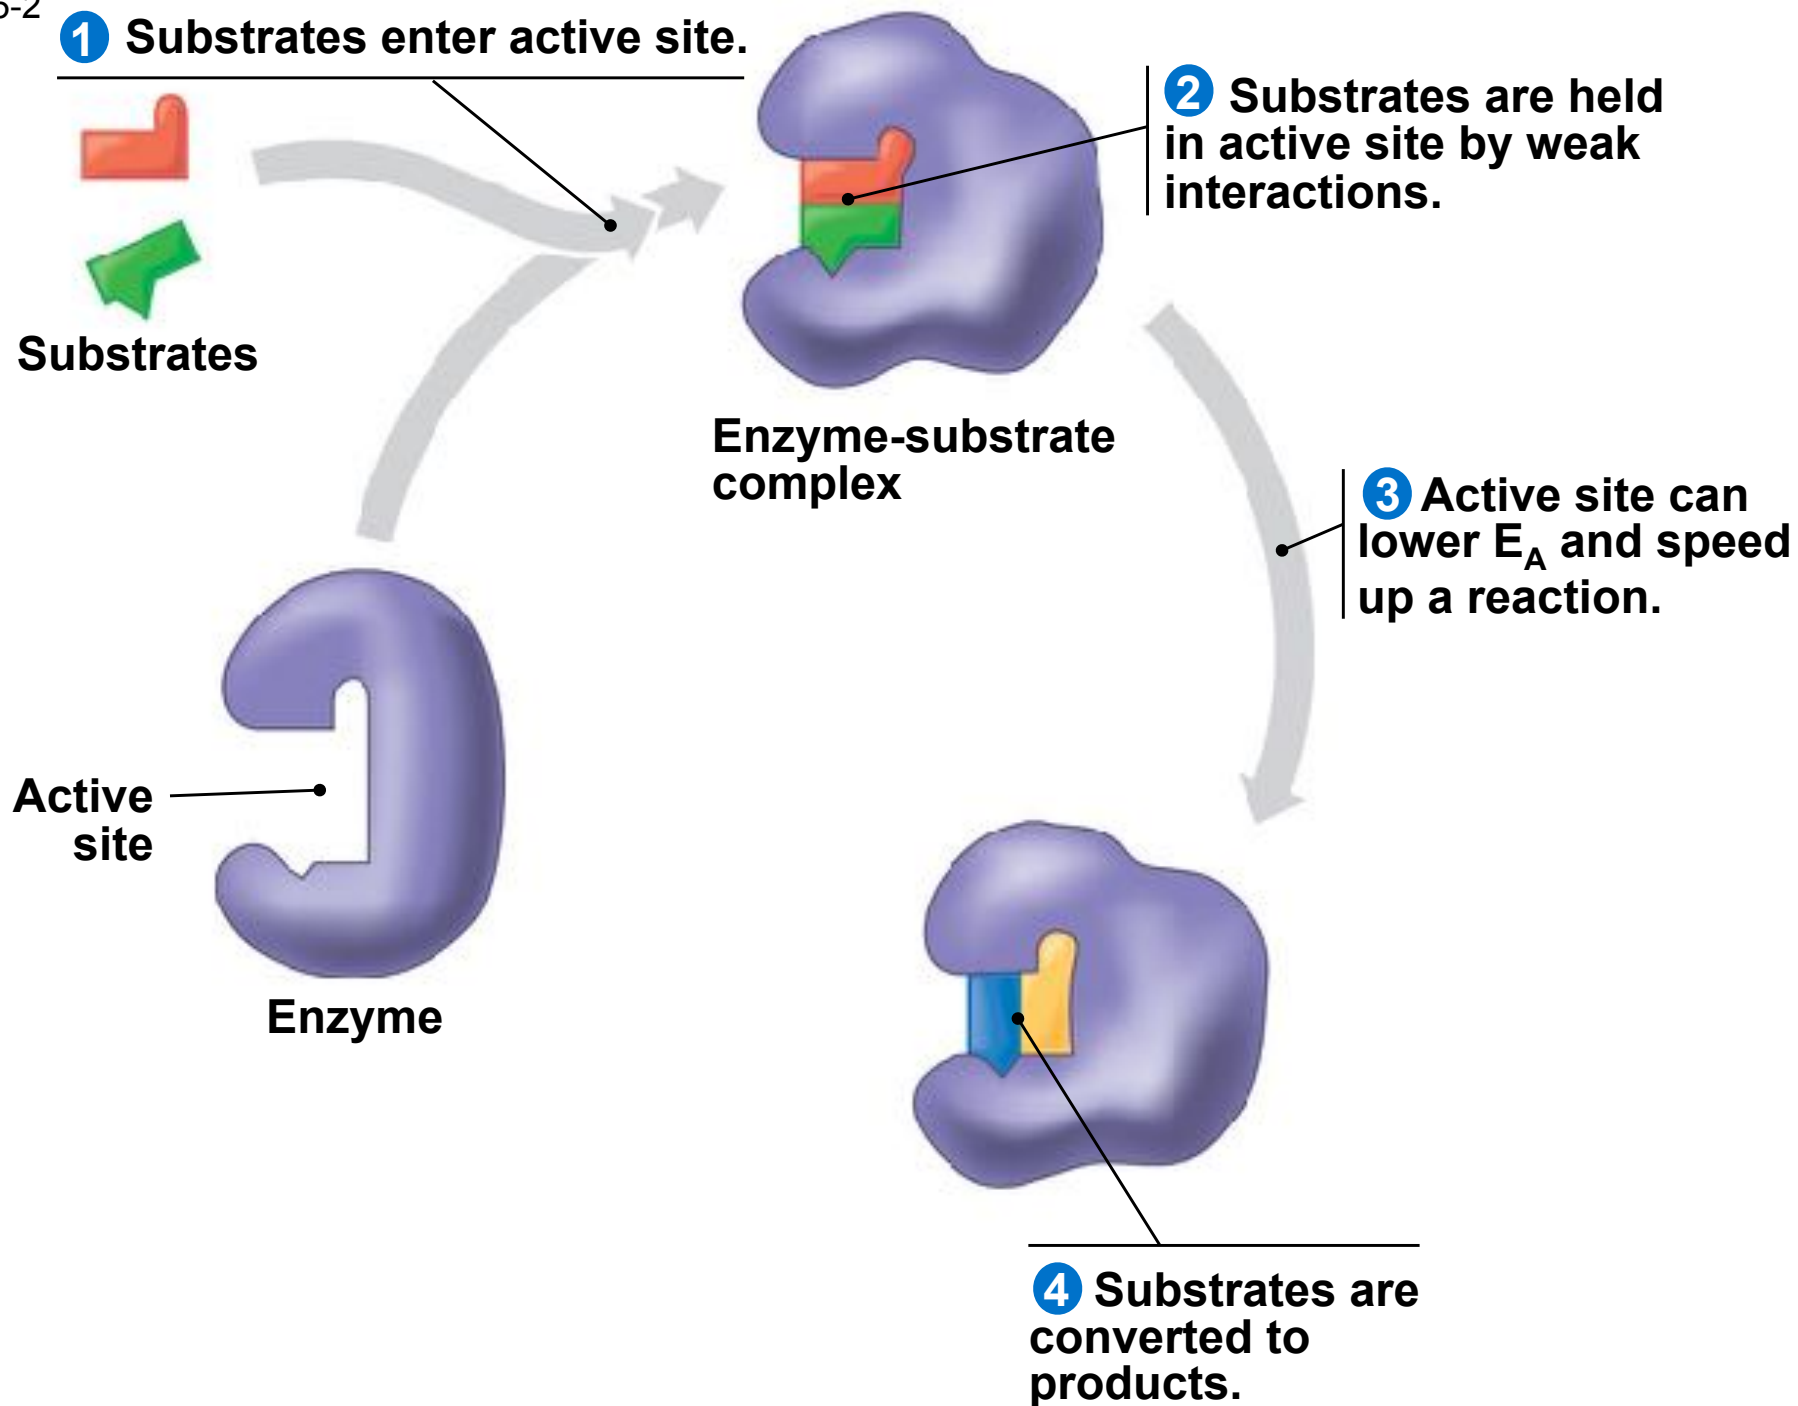 1 Substrates enter active site.
2 Substrates are held
in active site by weak
interactions.
Substrates
Enzyme-substrate
complex
3 Active site can
lower EA and speed
up a reaction.
Active
site
Enzyme
4 Substrates are
converted to
products.